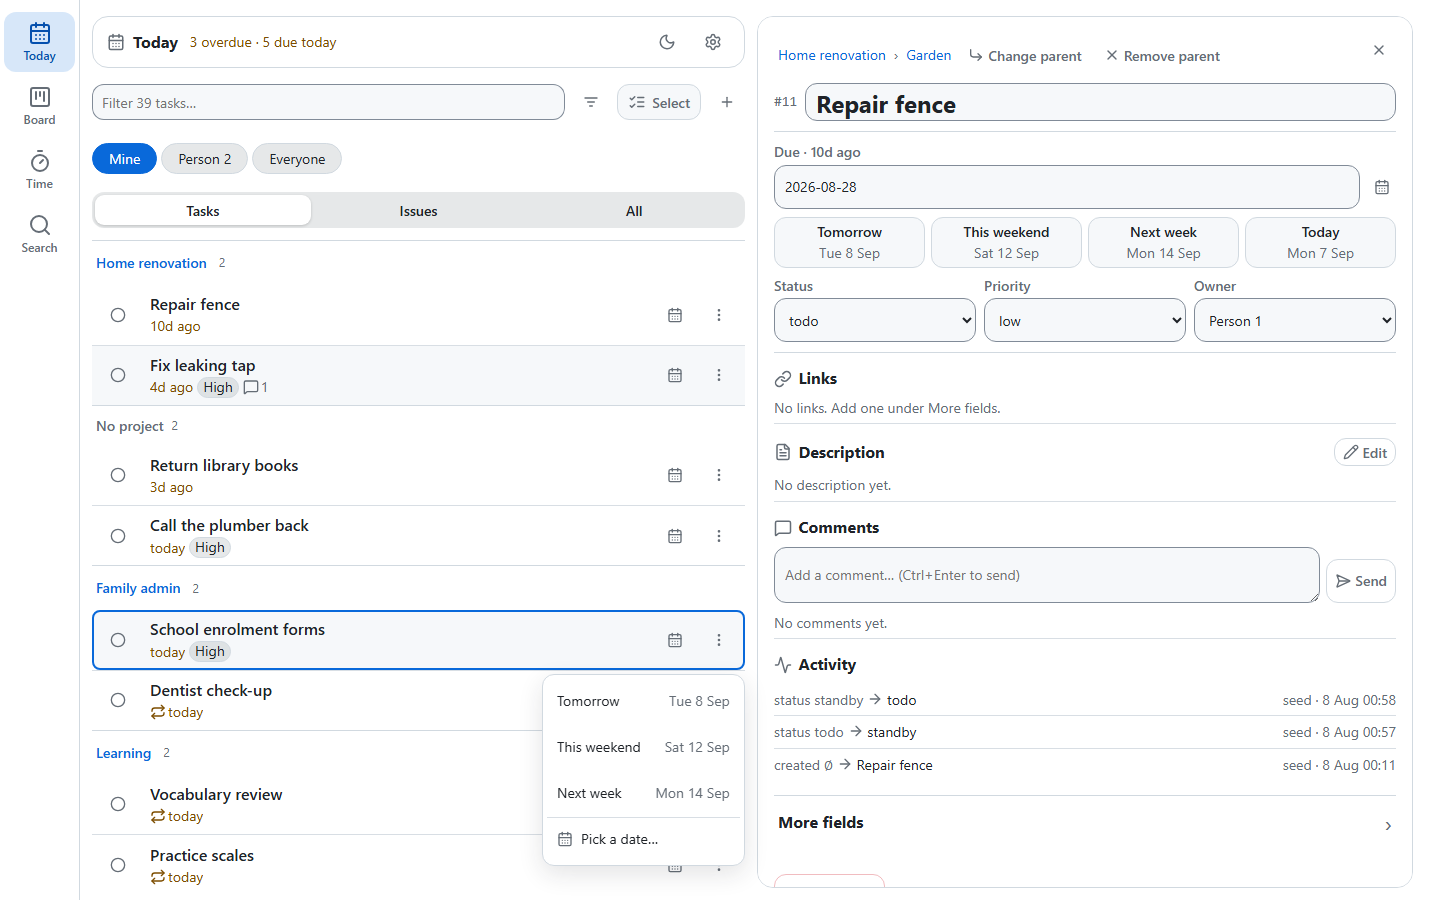 Today
Board
Time
Search
Today 3 overdue · 5 due today
Filter 39 tasks...
Select
Mine
Person 2
Everyone
Tasks
Issues
All
Home renovation 2
Repair fence
10d ago
Fix leaking tap
4d ago High 1
No project 2
Return library books
3d ago
Call the plumber back
today High
Family admin 2
School enrolment forms
today High
Dentist check-up
today
Learning 2
Vocabulary review
today
Practice scales
today
Tomorrow Tue 8 Sep
This weekend Sat 12 Sep
Next week Mon 14 Sep
Pick a date...
Home renovation › Garden Change parent Remove parent
#11 Repair fence
Due · 10d ago
2026-08-28
Tomorrow
Tue 8 Sep
This weekend
Sat 12 Sep
Next week
Mon 14 Sep
Today
Mon 7 Sep
Status
todo
Priority
low
Owner
Person 1
Links
No links. Add one under More fields.
Description
Edit
No description yet.
Comments
Add a comment... (Ctrl+Enter to send)
Send
No comments yet.
Activity
status standby → todo seed · 8 Aug 00:58
status todo → standby seed · 8 Aug 00:57
created ∅ → Repair fence seed · 8 Aug 00:11
More fields